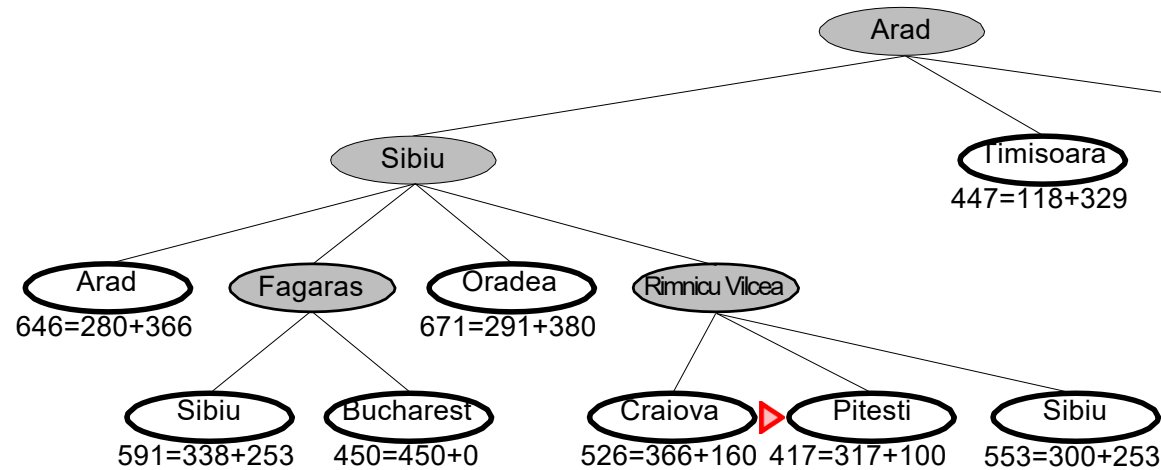 Arad
Sibiu
Timisoara
447=118+329
Arad
Fagaras
Oradea
Rimnicu Vilcea
646=280+366
671=291+380
Sibiu
Bucharest
Craiova
Pitesti
Sibiu
591=338+253
450=450+0
526=366+160
417=317+100
553=300+253